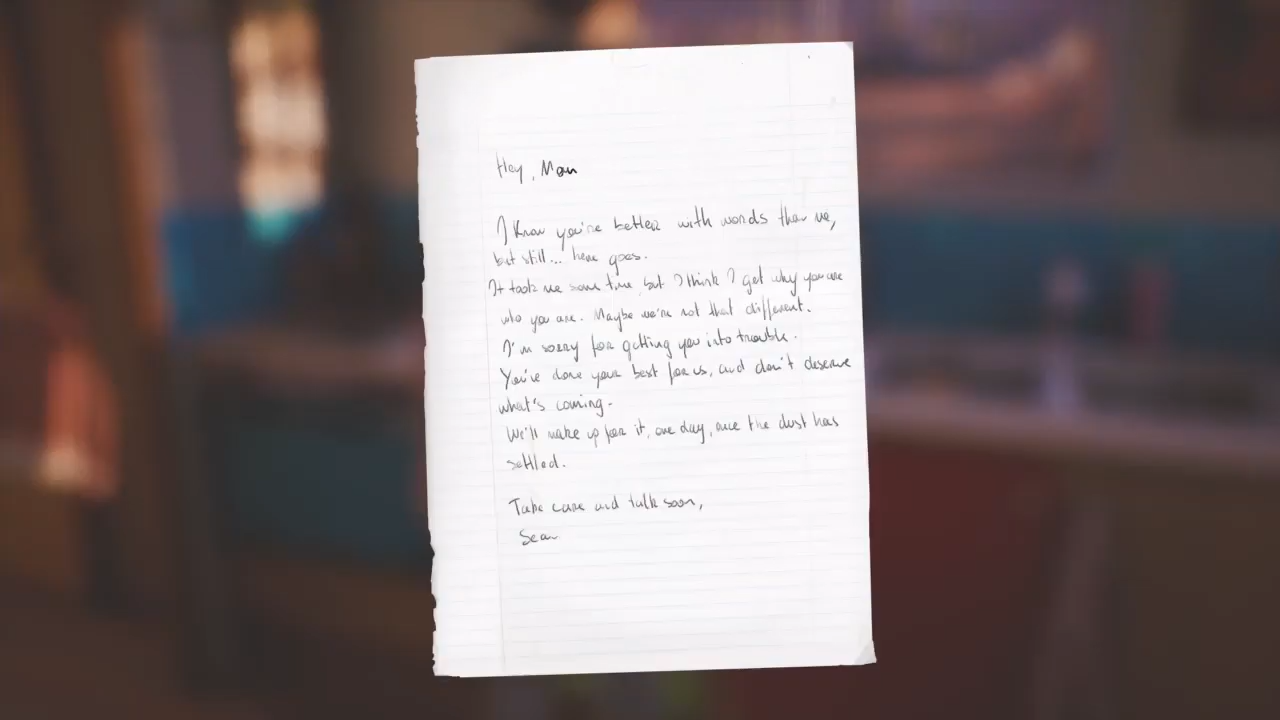 Hey, Mom
I know you're better with words than me,
but still... here goes.
It took me some time, but I think I get why you are
who you are. Maybe we're not that different.
I'm sorry for getting you into trouble.
You've done your best for us, and don't deserve
what's coming.
We'll make up for it, one day, once the dust has
settled.
Take care and talk soon,
Sean